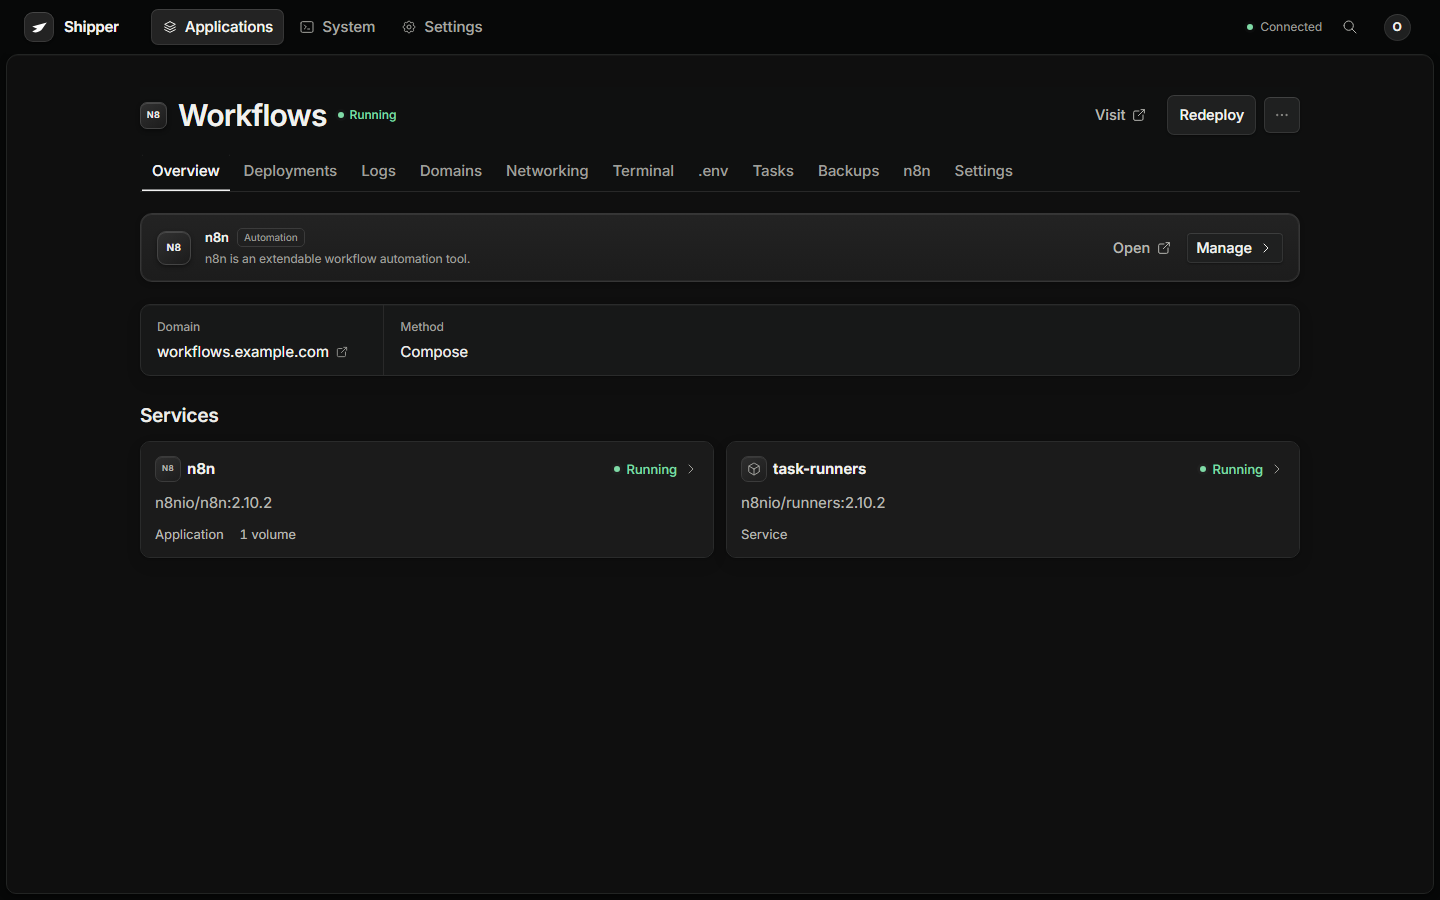 Shipper
Applications
System
Settings
Connected
O
N8
Workflows
Running
Visit
Redeploy
...
Overview
Deployments
Logs
Domains
Networking
Terminal
.env
Tasks
Backups
n8n
Settings
N8
n8n
Automation
n8n is an extendable workflow automation tool.
Open
Manage
Domain
workflows.example.com
Method
Compose
Services
N8
n8n
Running
n8nio/n8n:2.10.2
Application
1 volume
task-runners
Running
n8nio/runners:2.10.2
Service